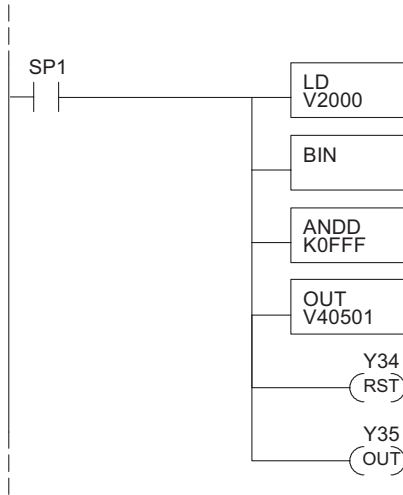 SP1
LD
V2000
BIN
ANDD
K0FFF
OUT
V40501
Y34
RST
Y35
OUT